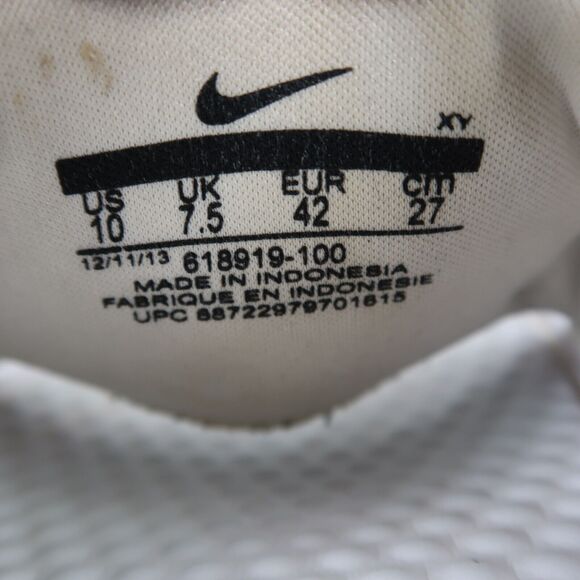 XY
US UK EUR cm
10 7.5 42 27
12/11/13 618919-100
MADE IN INDONESIA
FABRIQUE EN INDONESIE
UPC 88722979701615